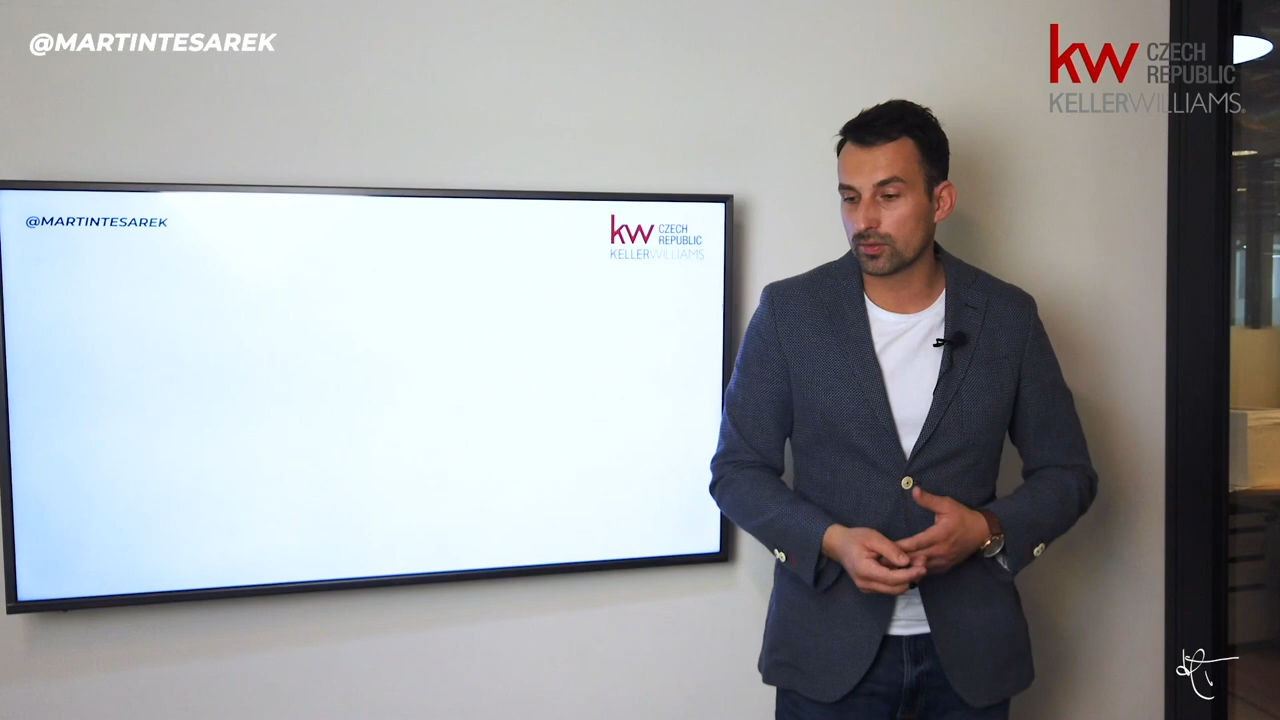 @MARTINTESAREK
kw CZECH
REPUBLIC
KELLERWILLIAMS.
@MARTINTESAREK
kw CZECH
REPUBLIC
KELLERWILLIAMS